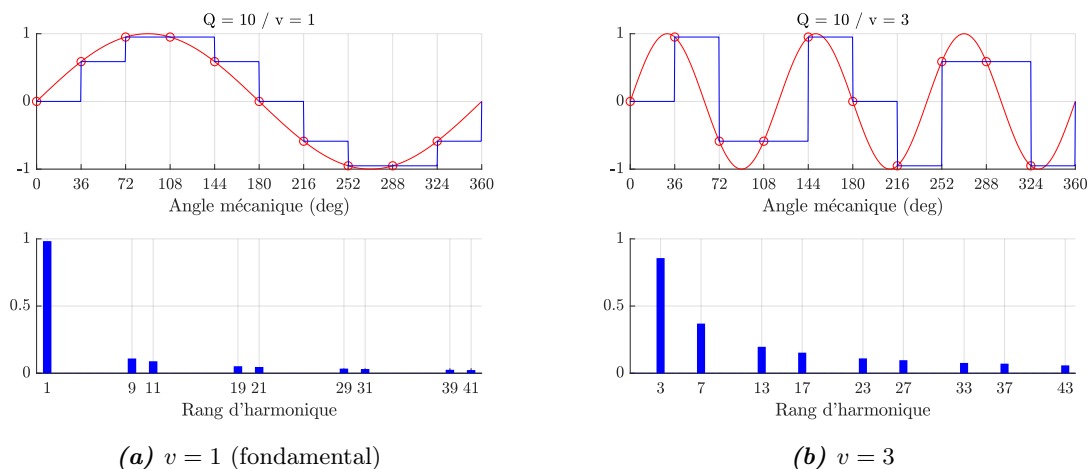 Q = 10 / v = 1
1
0
-1
0 36 72 108 144 180 216 252 288 324 360
Angle mécanique (deg)
1
0.5
0
1 9 11 19 21 29 31 39 41
Rang d'harmonique
(a) v = 1 (fondamental)
Q = 10 / v = 3
1
0
-1
0 36 72 108 144 180 216 252 288 324 360
Angle mécanique (deg)
1
0.5
0
3 7 13 17 23 27 33 37 43
Rang d'harmonique
(b) v = 3